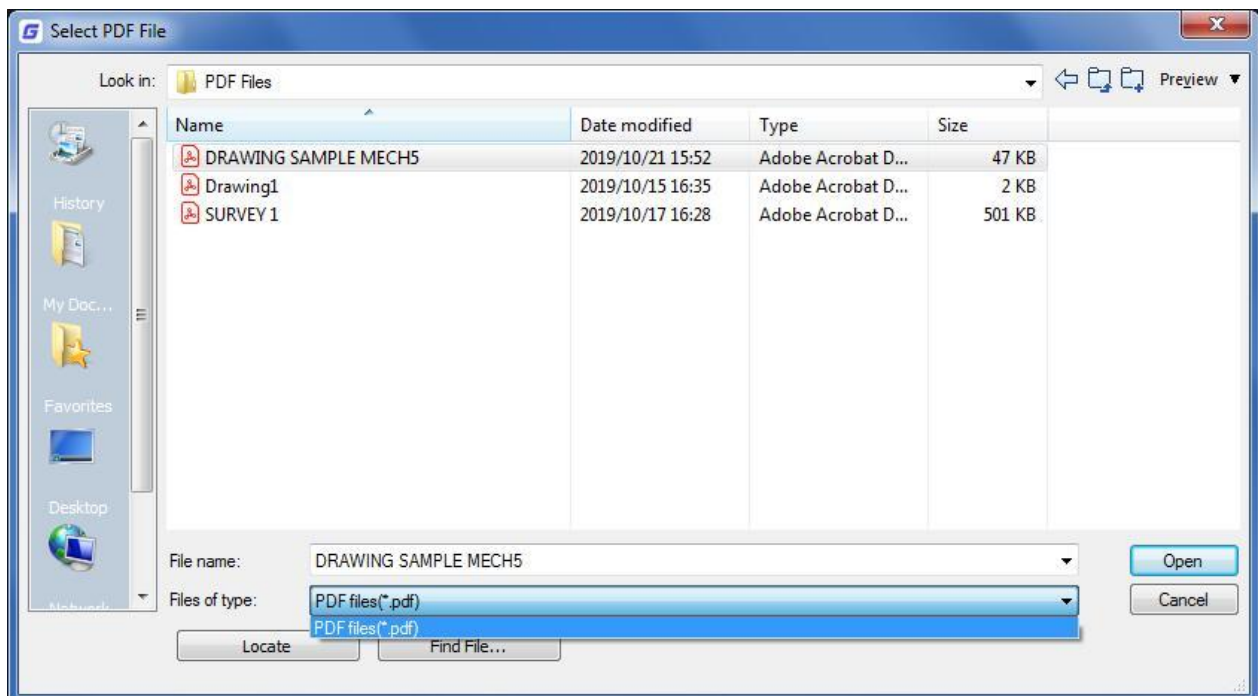 Select PDF File
Look in: PDF Files Preview
Name Date modified Type Size
DRAWING SAMPLE MECH5 2019/10/21 15:52 Adobe Acrobat D... 47 KB
Drawing1 2019/10/15 16:35 Adobe Acrobat D... 2 KB
SURVEY 1 2019/10/17 16:28 Adobe Acrobat D... 501 KB
History
My Doc...
Favorites
Desktop
Network
File name: DRAWING SAMPLE MECH5 Open
Files of type: PDF files(*.pdf) Cancel
PDF files(*.pdf)
Locate Find File...